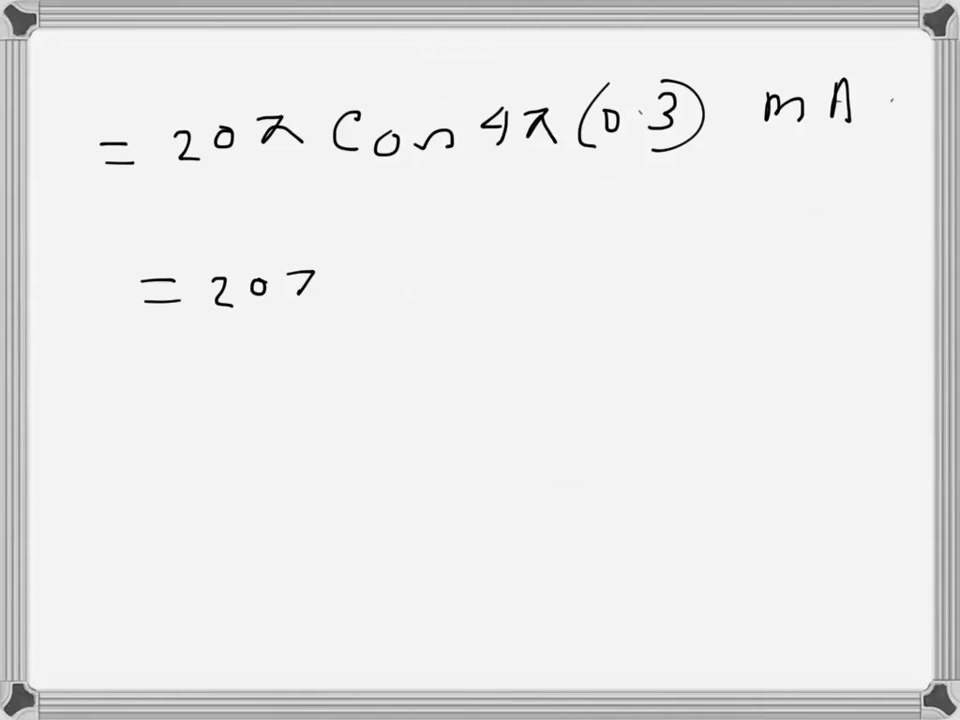 = 20π Cos 4π(0.3) mA
= 207